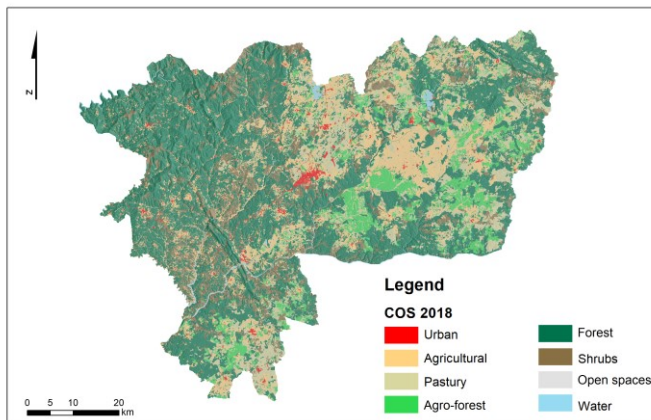 N
Legend
COS 2018
Urban
Agricultural
Pastury
Agro-forest
Forest
Shrubs
Open spaces
Water
0 5 10 20
km